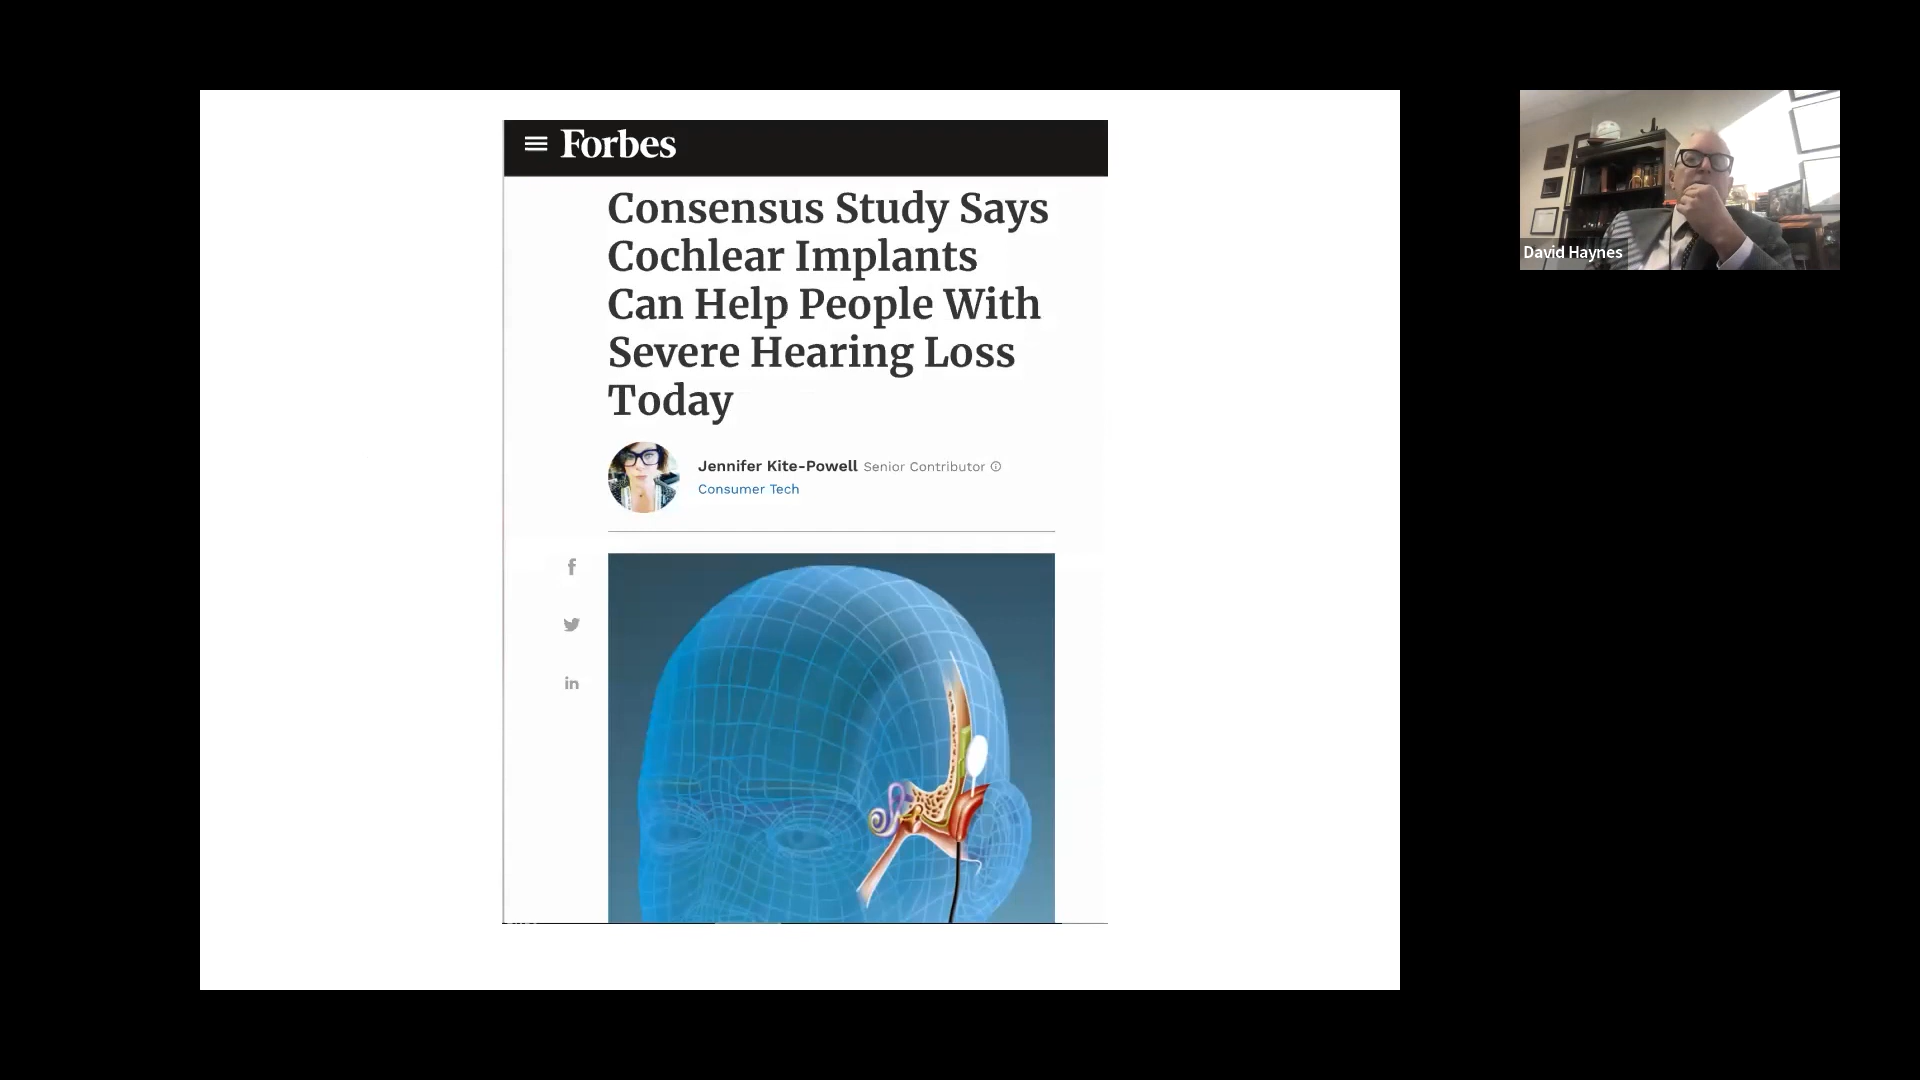 Forbes
Consensus Study Says
Cochlear Implants
Can Help People With
Severe Hearing Loss
Today
Jennifer Kite-Powell Senior Contributor
Consumer Tech
f
in
David Haynes